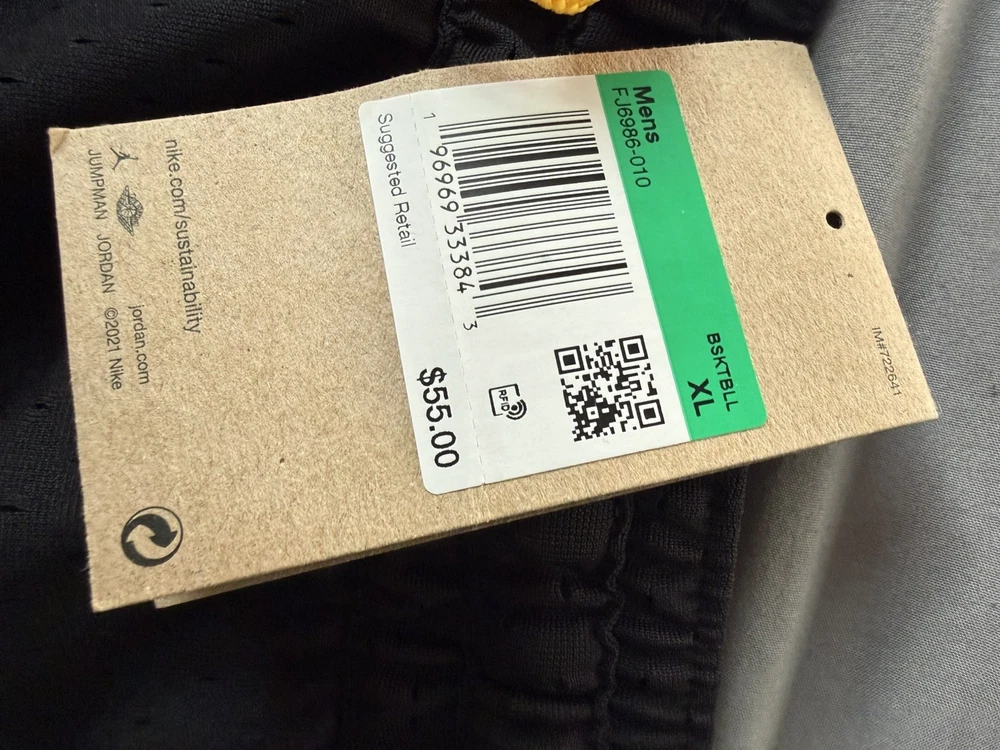 Mens
FJ6986-010
BSKTBLL
XL
1 96969 33384 3
RFID
Suggested Retail
$55.00
nike.com/sustainability
jordan.com
JUMPMAN JORDAN ©2021 Nike
IM#722641